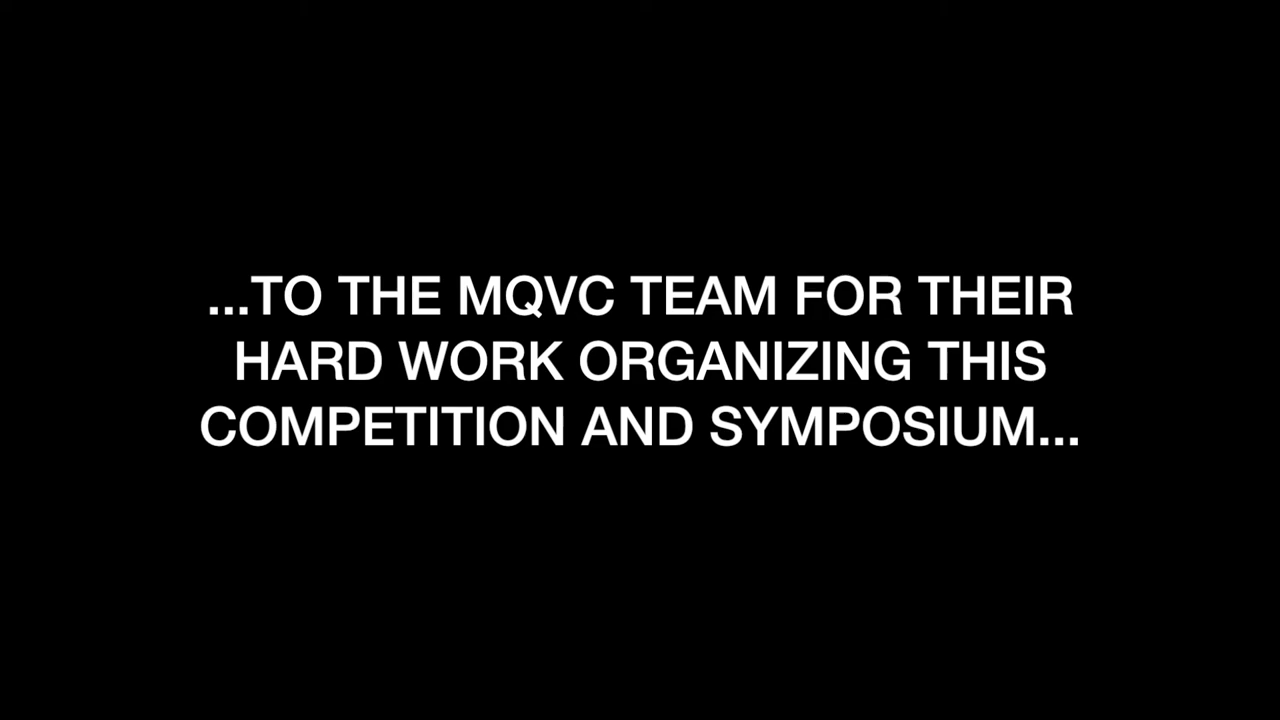 ...TO THE MQVC TEAM FOR THEIR
HARD WORK ORGANIZING THIS
COMPETITION AND SYMPOSIUM...